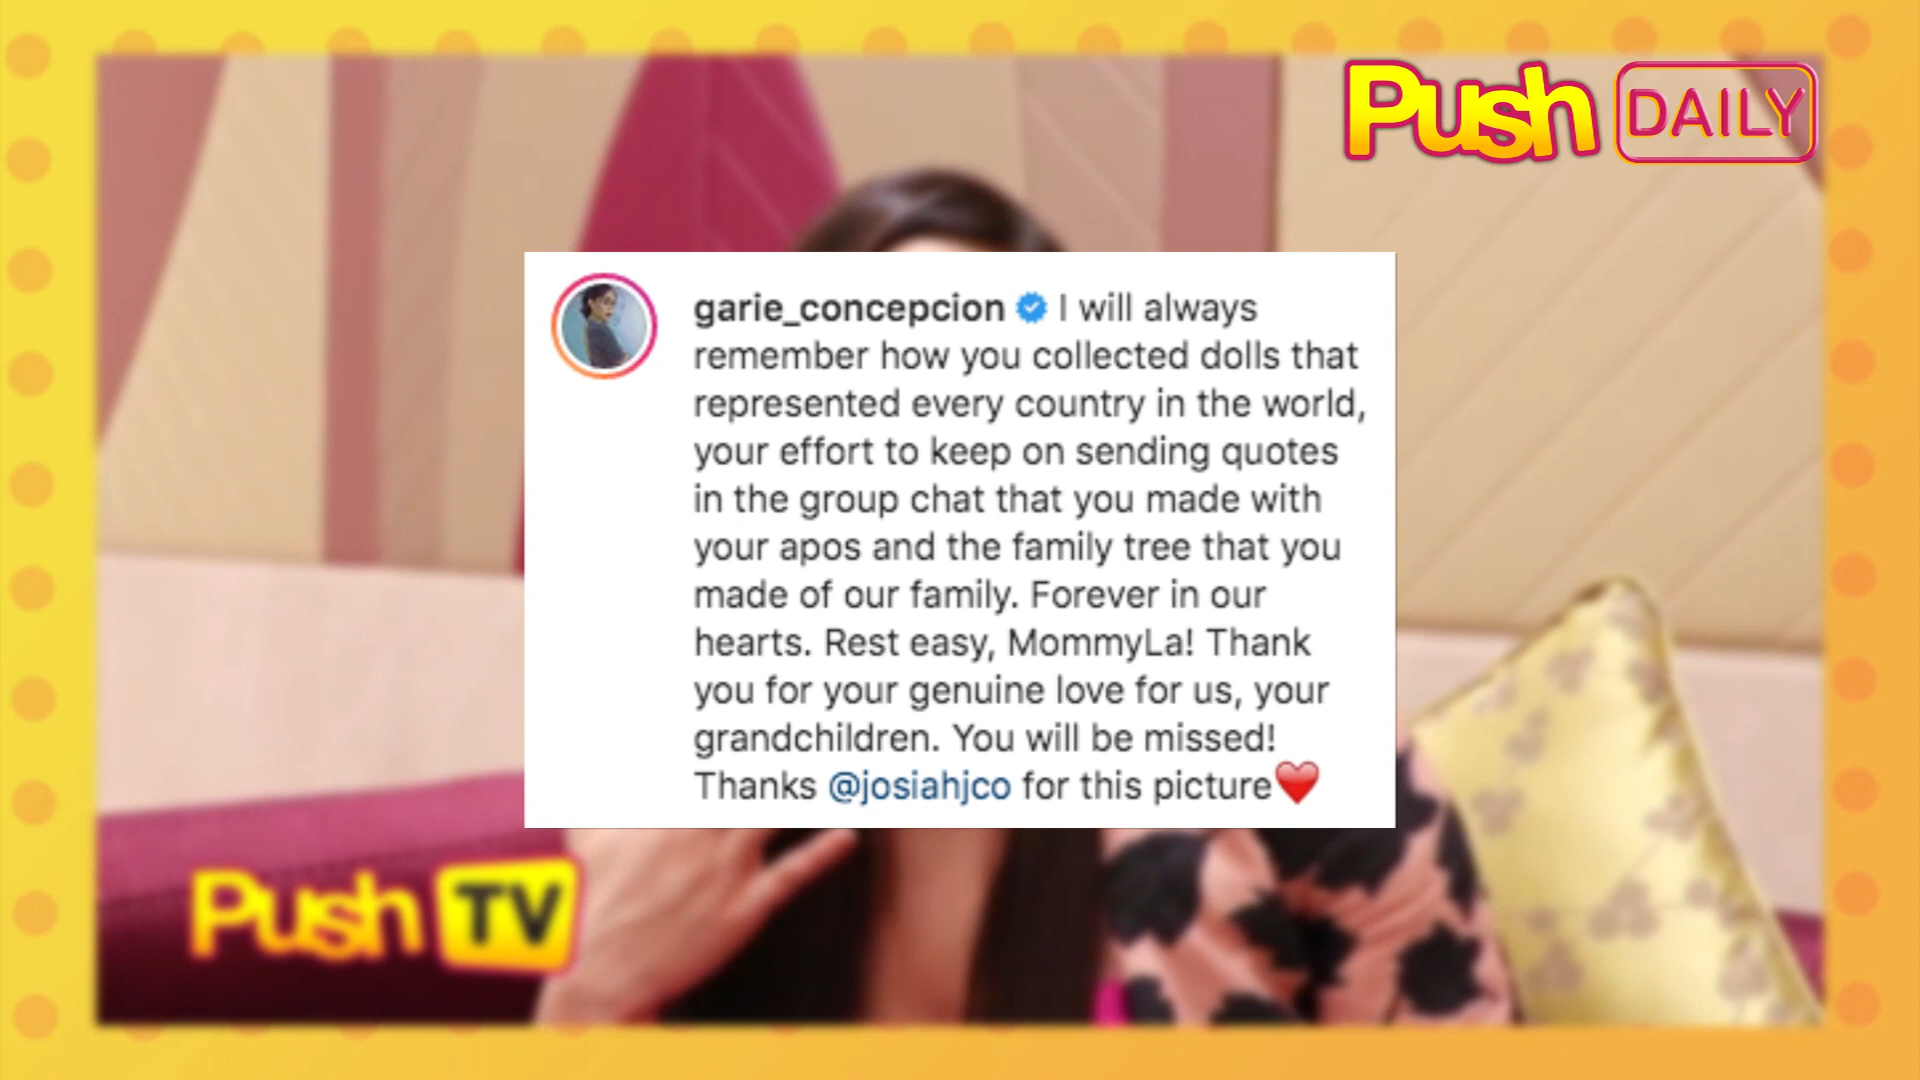 Push DAILY
garie_concepcion I will always
remember how you collected dolls that
represented every country in the world,
your effort to keep on sending quotes
in the group chat that you made with
your apos and the family tree that you
made of our family. Forever in our
hearts. Rest easy, MommyLa! Thank
you for your genuine love for us, your
grandchildren. You will be missed!
Thanks @josiahjco for this picture❤️
Push TV